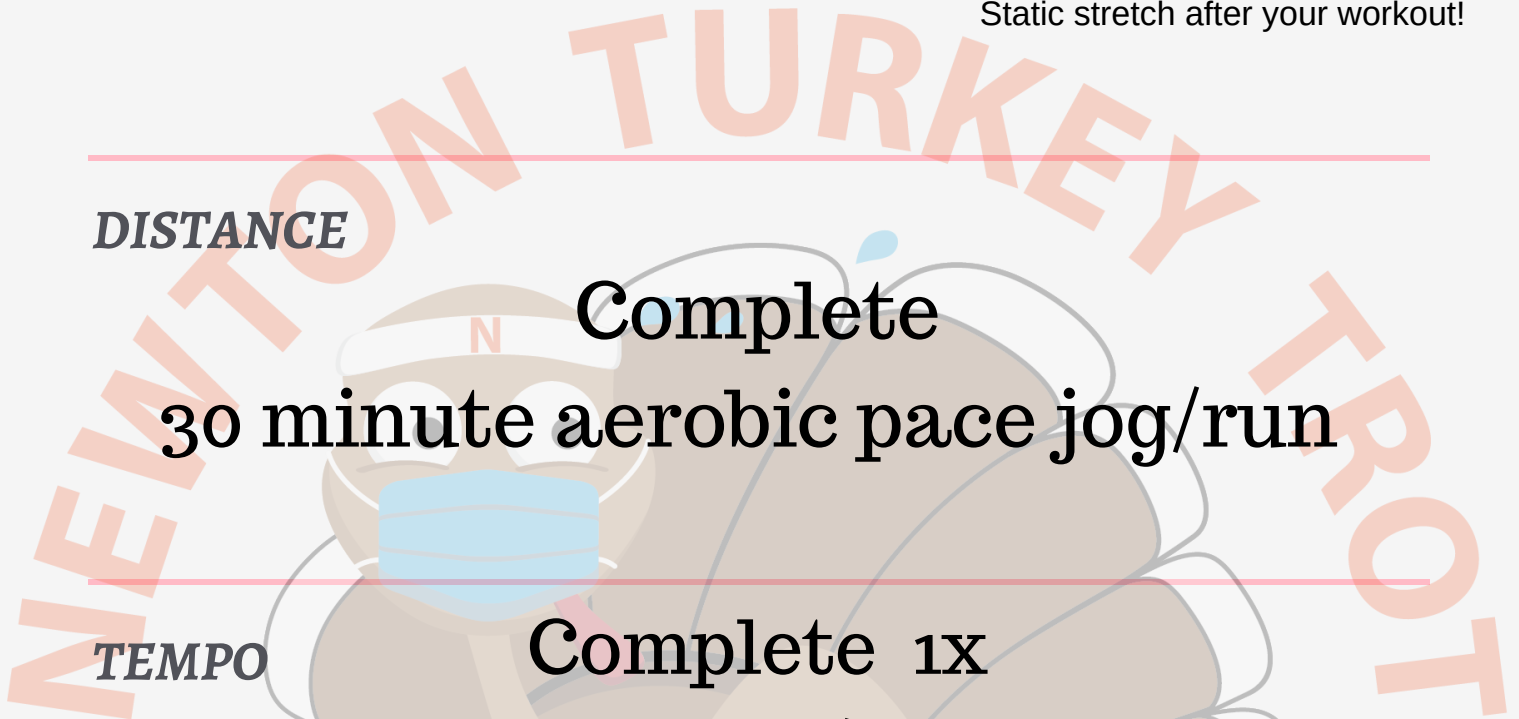 Static stretch after your workout!
NEWTON TURKEY TROT
DISTANCE
Complete
N
30 minute aerobic pace jog/run
TEMPO
Complete 1x